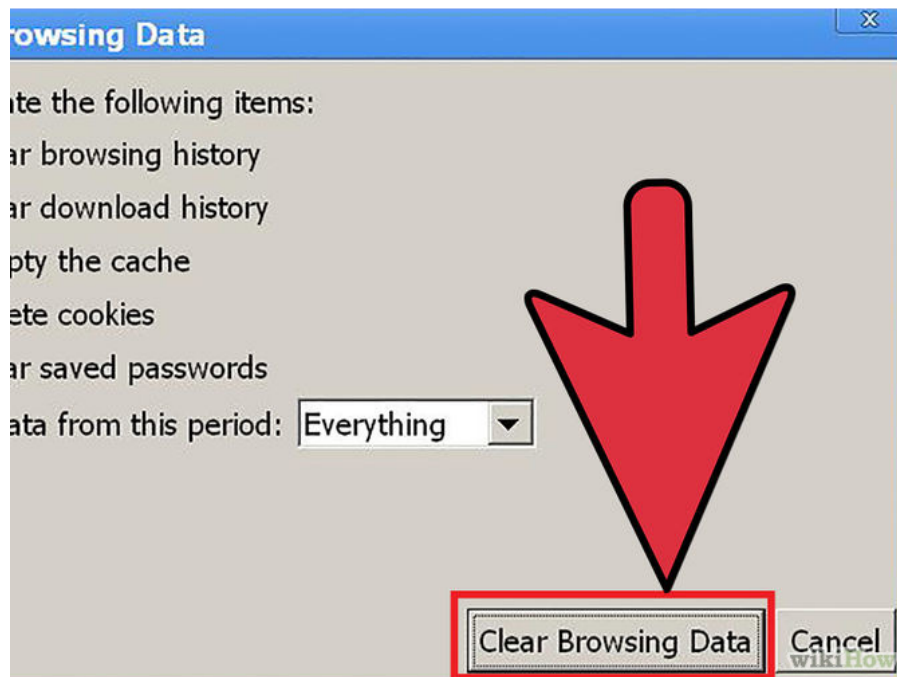 owsing Data
x
ate the following items:
ar browsing history
ar download history
pty the cache
ete cookies
ar saved passwords
ata from this period: Everything
Clear Browsing Data Cancel
wikiHow